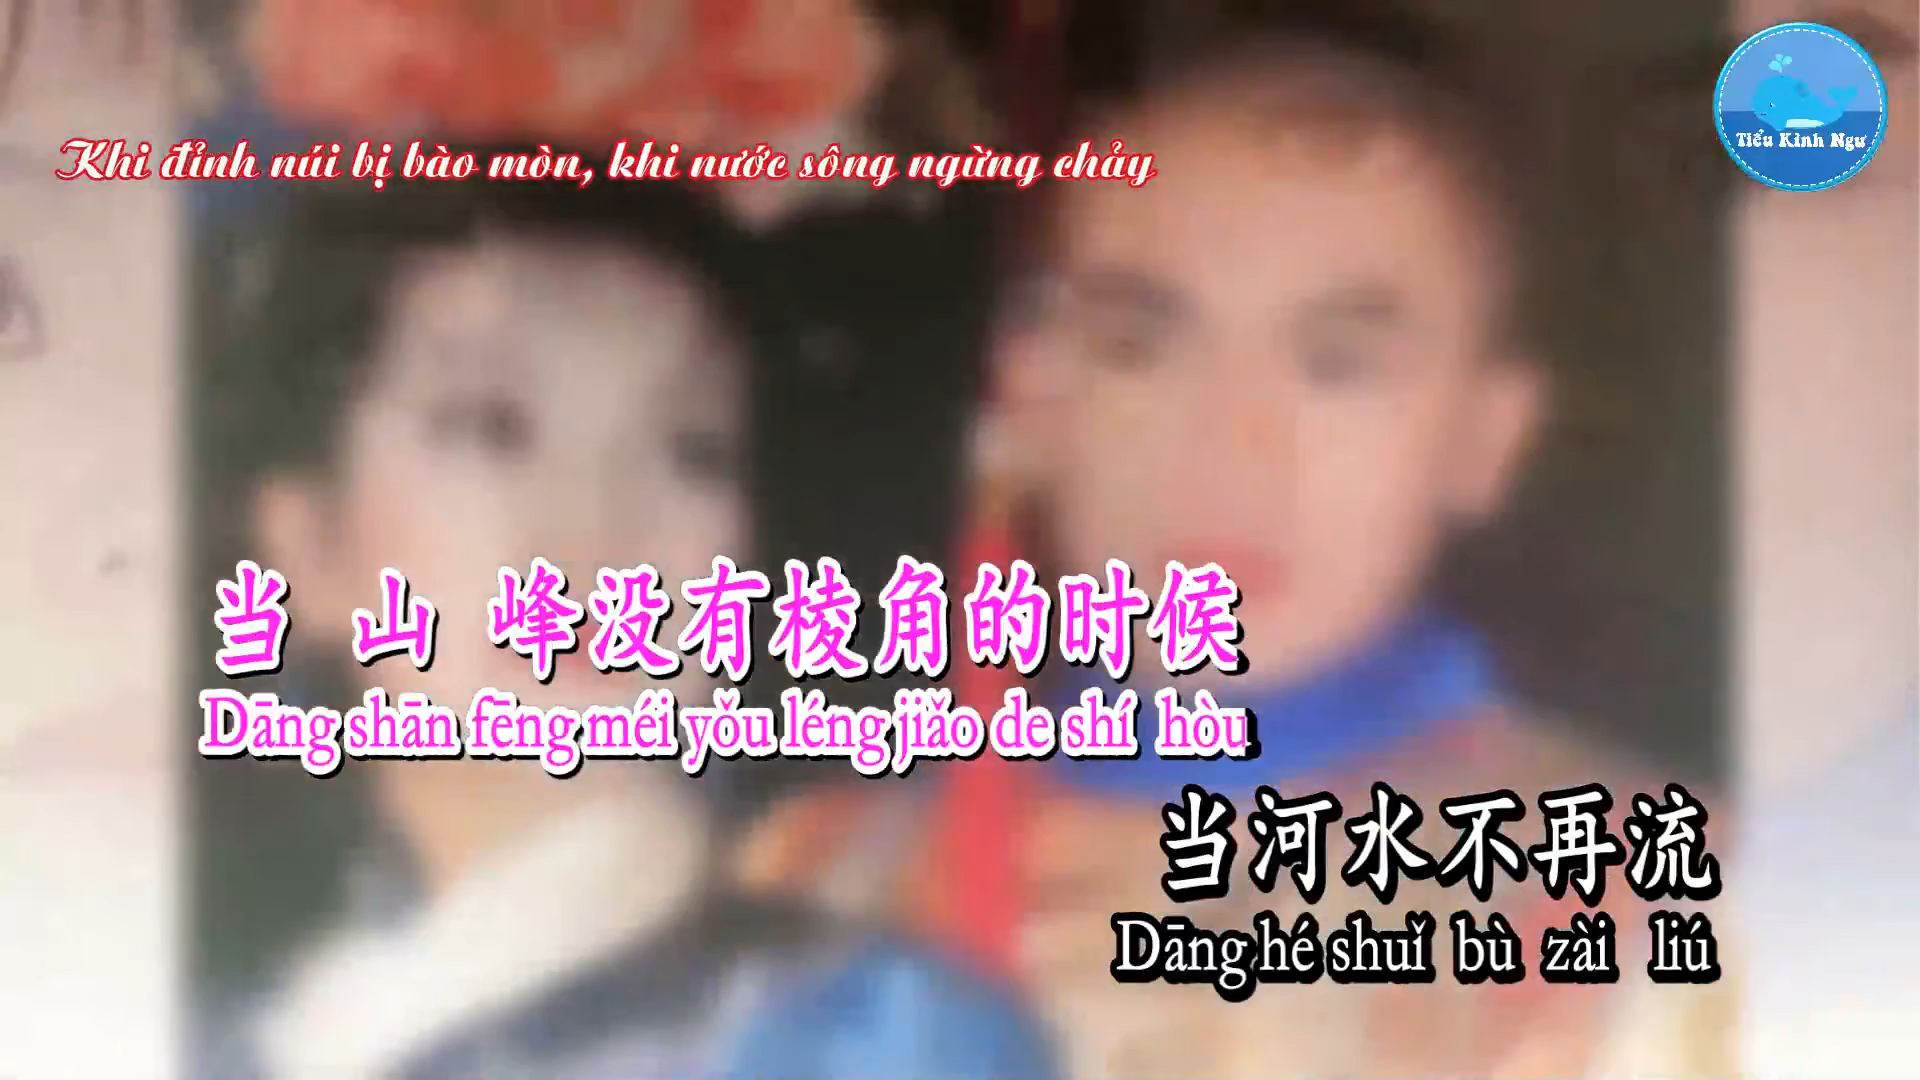 Tiểu Kình Ngư
Khi đỉnh núi bị bào mòn, khi nước sông ngừng chảy
当山峰没有棱角的时候
Dāng shān fēng méi yǒu léng jiǎo de shí hòu
当河水不再流
Dāng hé shuǐ bù zài liú